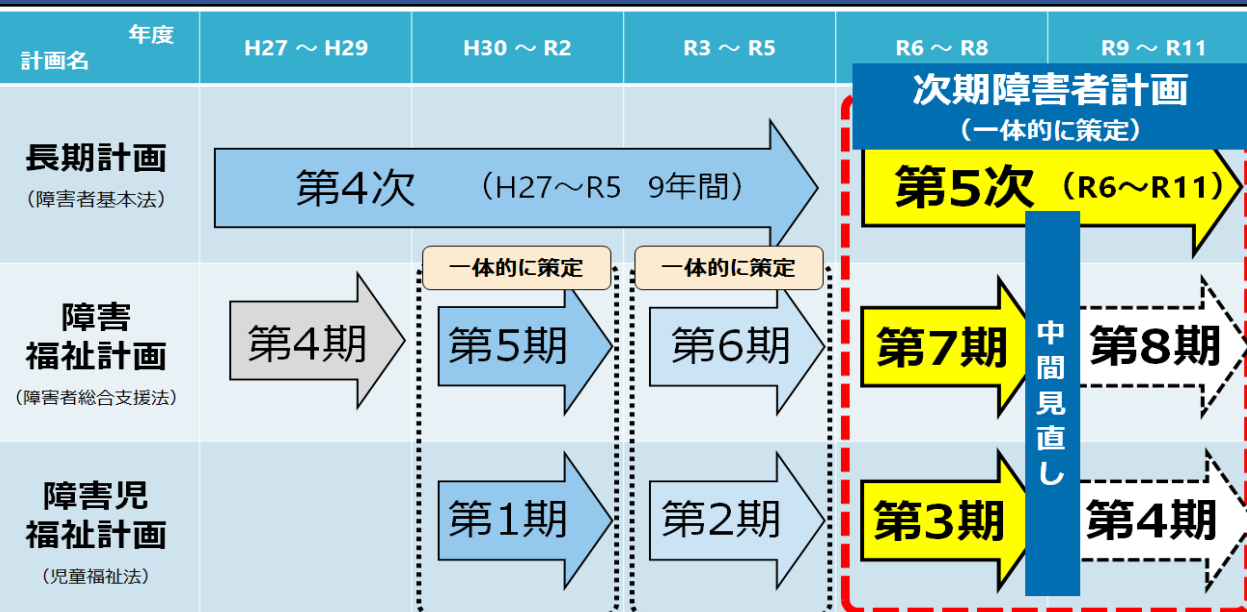 年度
計画名
H27 ～ H29
H30 ～ R2
R3 ～ R5
R6 ～ R8
R9 ～ R11
次期障害者計画
（一体的に策定）
長期計画
（障害者基本法）
第4次　（H27～R5　9年間）
第5次（R6～R11）
一体的に策定
一体的に策定
障害
福祉計画
（障害者総合支援法）
第4期
第5期
第6期
第7期
中間見直し
第8期
障害児
福祉計画
（児童福祉法）
第1期
第2期
第3期
第4期